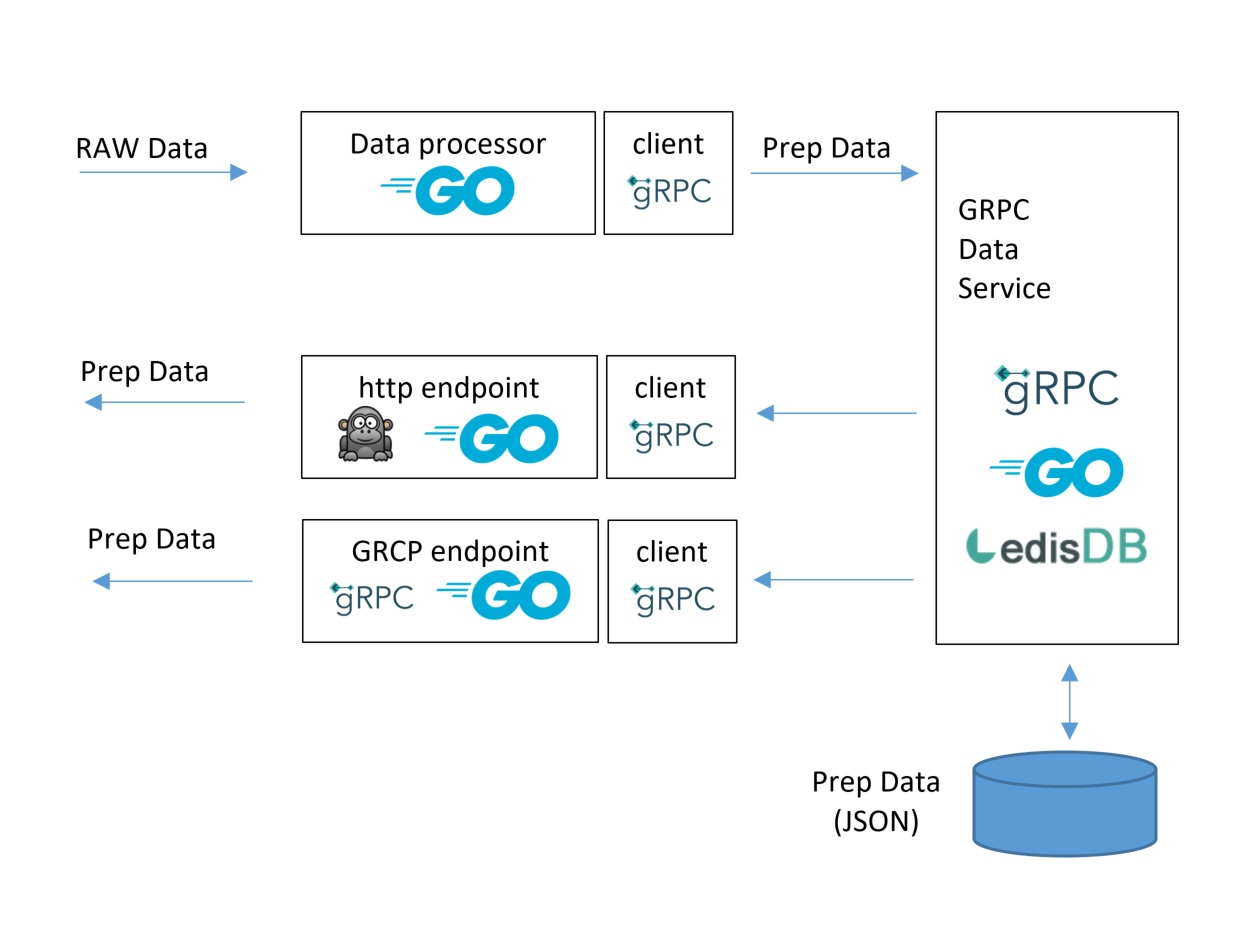 RAW Data
Data processor
GO
client
gRPC
Prep Data
GRPC
Data
Service
gRPC
GO
LedisDB
Prep Data
http endpoint
GO
client
gRPC
Prep Data
GRCP endpoint
gRPC
GO
client
gRPC
Prep Data
(JSON)